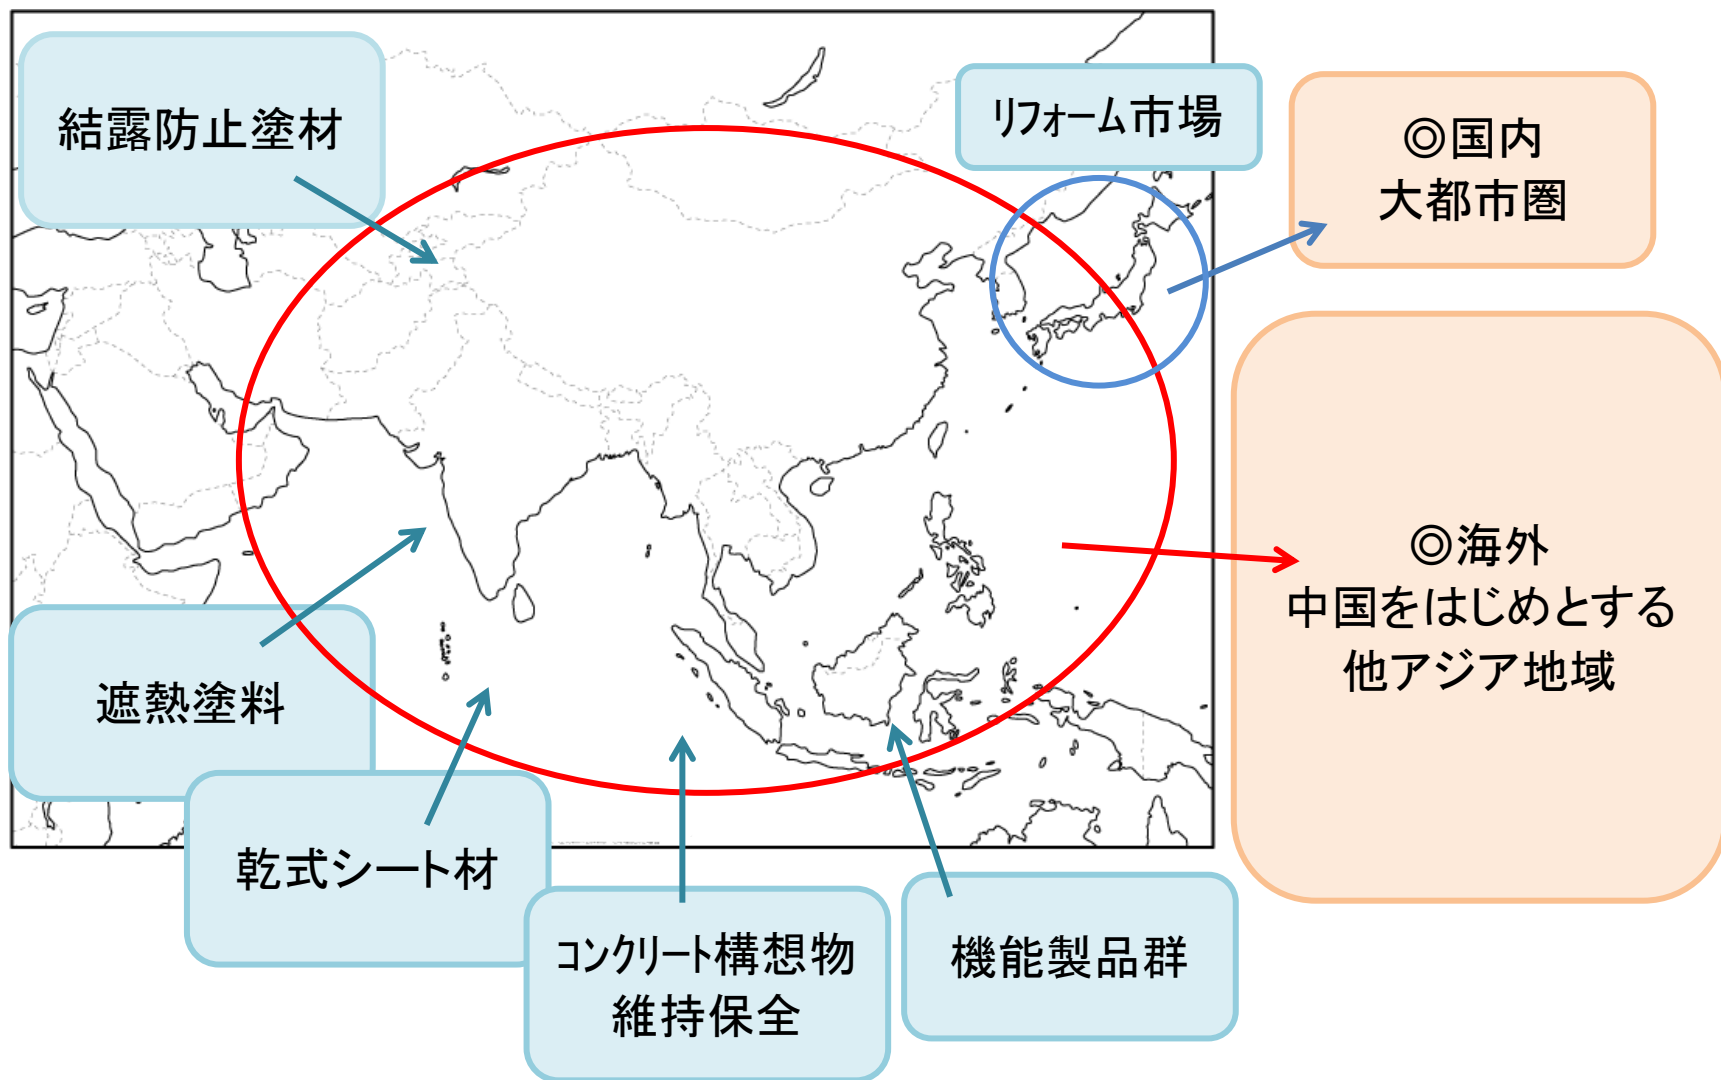 結露防止塗材
リフォーム市場
◎国内
大都市圏
◎海外
中国をはじめとする
他アジア地域
遮熱塗料
乾式シート材
コンクリート構想物
維持保全
機能製品群